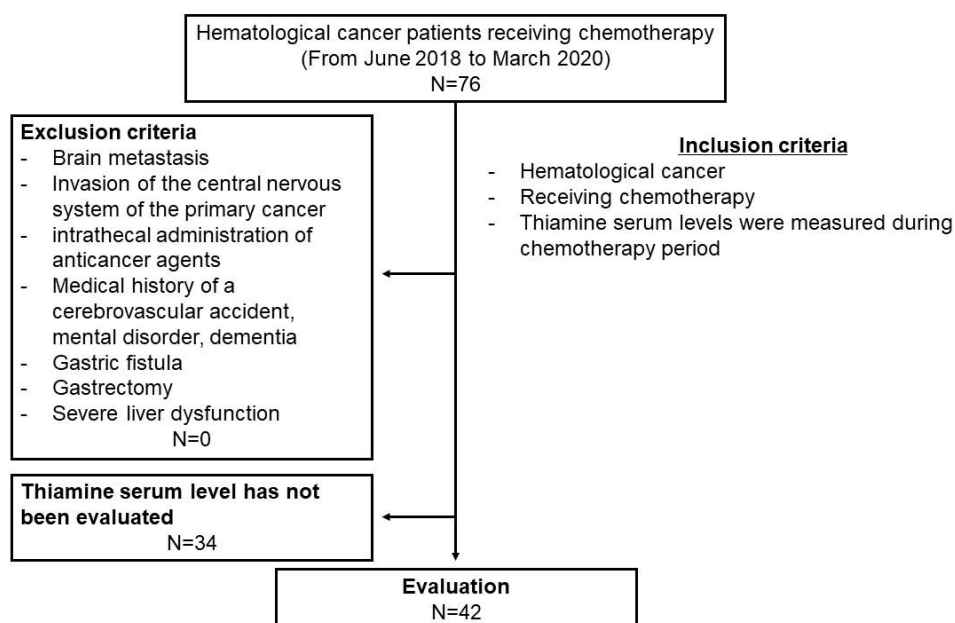 Hematological cancer patients receiving chemotherapy
(From June 2018 to March 2020)
N=76
Exclusion criteria
- Brain metastasis
- Invasion of the central nervous
system of the primary cancer
- intrathecal administration of
anticancer agents
- Medical history of a
cerebrovascular accident,
mental disorder, dementia
- Gastric fistula
- Gastrectomy
- Severe liver dysfunction
N=0
Inclusion criteria
- Hematological cancer
- Receiving chemotherapy
- Thiamine serum levels were measured during
chemotherapy period
Thiamine serum level has not
been evaluated
N=34
Evaluation
N=42